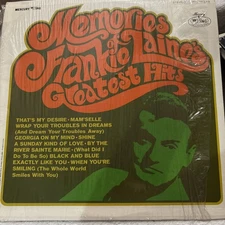 Memories
of
Frankie Laine's
Greatest Hits
THAT'S MY DESIRE · MAM'SELLE
WRAP YOUR TROUBLES IN DREAMS
(And Dream Your Troubles Away)
GEORGIA ON MY MIND · SHINE
A SUNDAY KIND OF LOVE · BY THE
RIVER SAINTE MAIRE · (What Did I
Do To Be So) BLACK AND BLUE
EXACTLY LIKE YOU · WHEN YOU'RE
SMILING (The Whole World
Smiles With You)